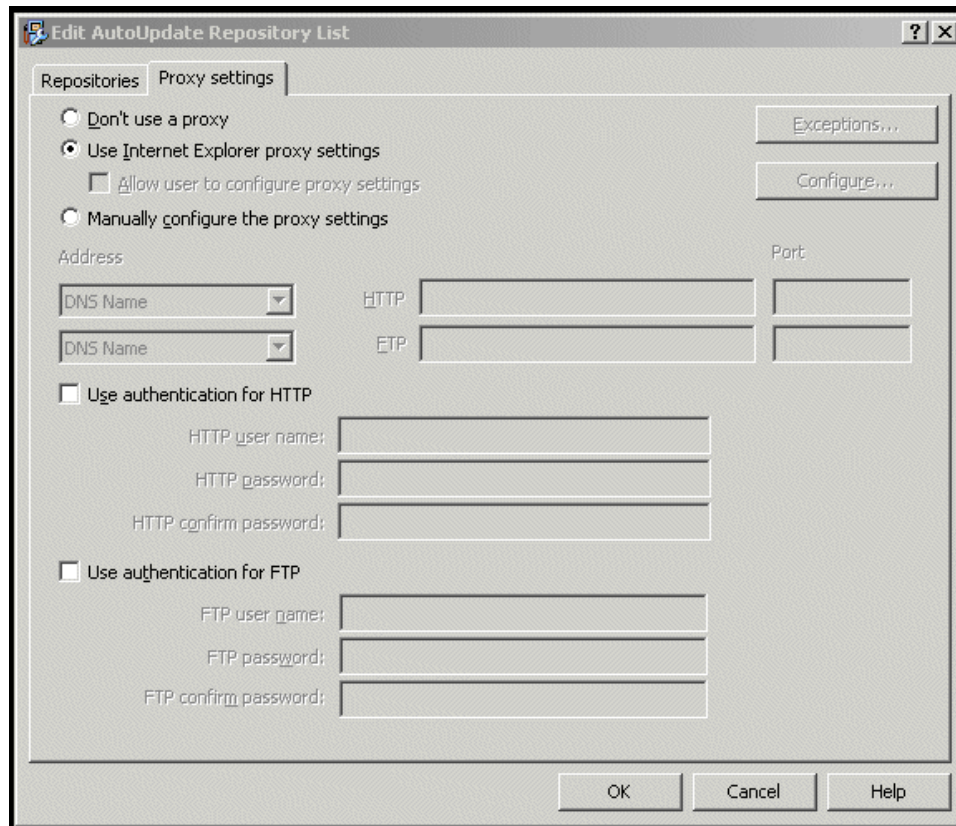 Edit AutoUpdate Repository List
Repositories Proxy settings
Don't use a proxy Exceptions...
Use Internet Explorer proxy settings
Allow user to configure proxy settings Configure...
Manually configure the proxy settings
Address Port
DNS Name HTTP
DNS Name FTP
Use authentication for HTTP
HTTP user name:
HTTP password:
HTTP confirm password:
Use authentication for FTP
FTP user name:
FTP password:
FTP confirm password:
OK Cancel Help